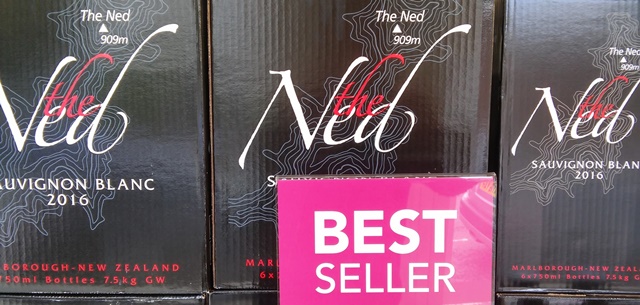 The Ned
909m
the
Ned
SAUVIGNON BLANC
2016
MARLBOROUGH-NEW ZEALAND
750ml Bottles 7.5kg GW
The Ned
909m
the
Ned
BEST
SELLER
The Ned
909m
the
Ned
SAUVIGNON BLANC
2016
MARLBOROUGH-NEW ZEALAND
6x750ml Bottles 7.5kg GW